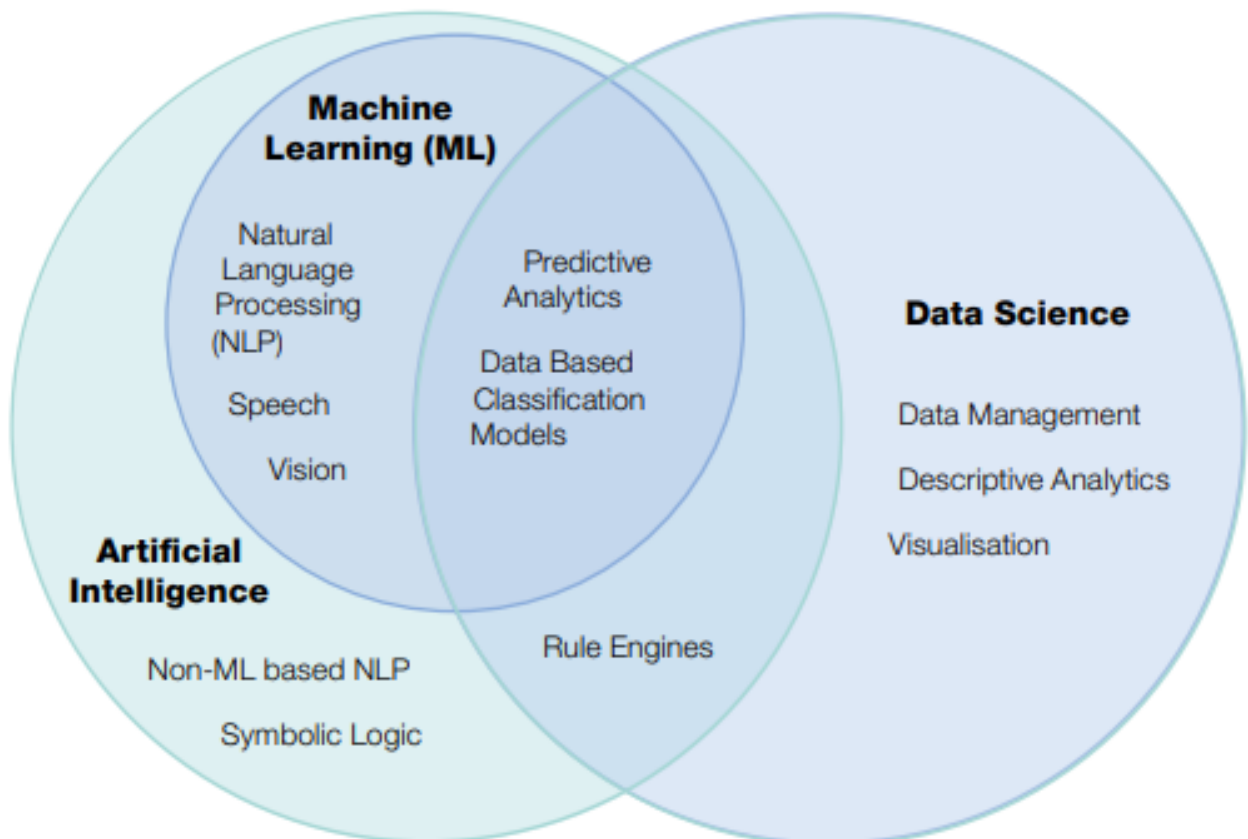 Machine
Learning (ML)
Natural
Language
Processing
(NLP)
Speech
Vision
Predictive
Analytics
Data Based
Classification
Models
Data Science
Data Management
Descriptive Analytics
Visualisation
Artificial
Intelligence
Non-ML based NLP
Symbolic Logic
Rule Engines